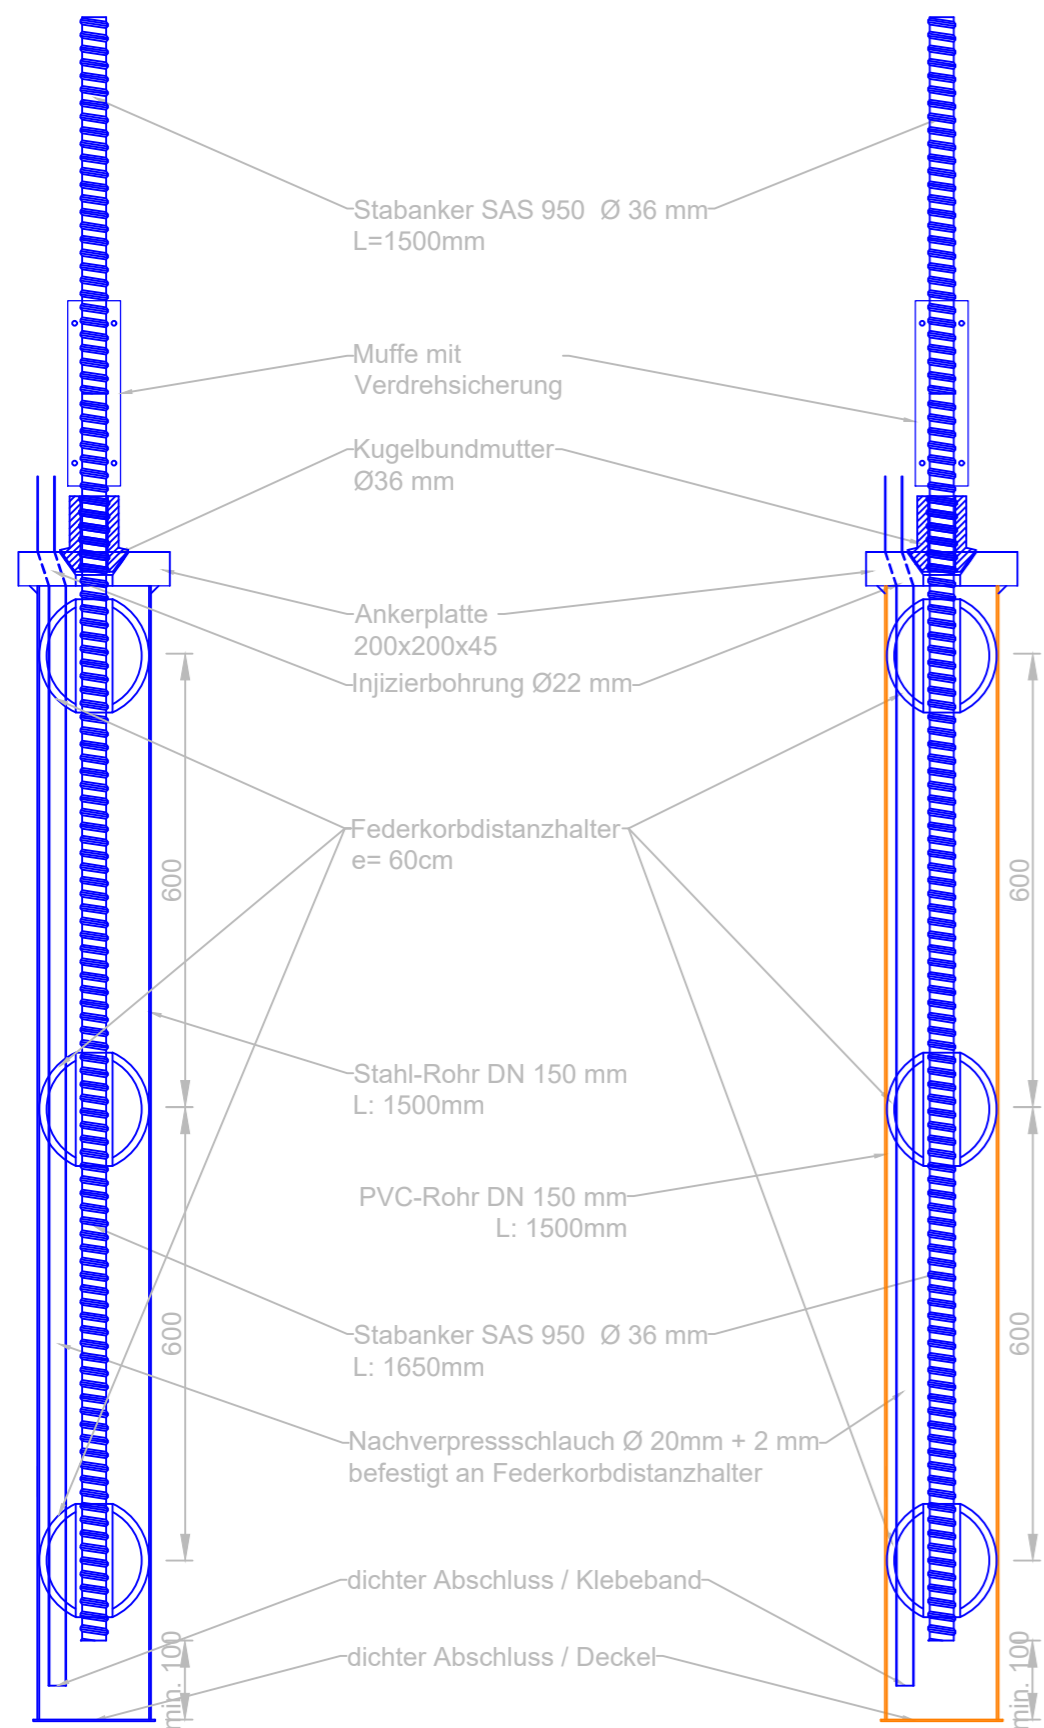 Stabanker SAS 950 Ø 36 mm
L=1500mm
Muffe mit
Verdrehsicherung
Kugelbundmutter
Ø36 mm
Ankerplatte
200x200x45
Injizierbohrung Ø22 mm
Federkorbdistanzhalter
e= 60cm
600
600
Stahl-Rohr DN 150 mm
L: 1500mm
PVC-Rohr DN 150 mm
L: 1500mm
Stabanker SAS 950 Ø 36 mm
L: 1650mm
600
600
Nachverpressschlauch Ø 20mm + 2 mm
befestigt an Federkorbdistanzhalter
dichter Abschluss / Klebeband
dichter Abschluss / Deckel
min. 100
min. 100